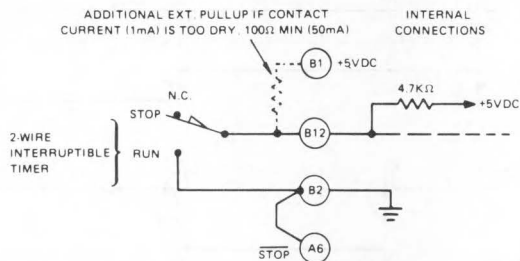 ADDITIONAL EXT. PULLUP IF CONTACT
CURRENT (1mA) IS TOO DRY, 100Ω MIN (50mA)
INTERNAL
CONNECTIONS
B1
+5VDC
4.7KΩ
+5VDC
N.C.
STOP
B12
2-WIRE
INTERRUPTIBLE
TIMER
RUN
B2
STOP
A6